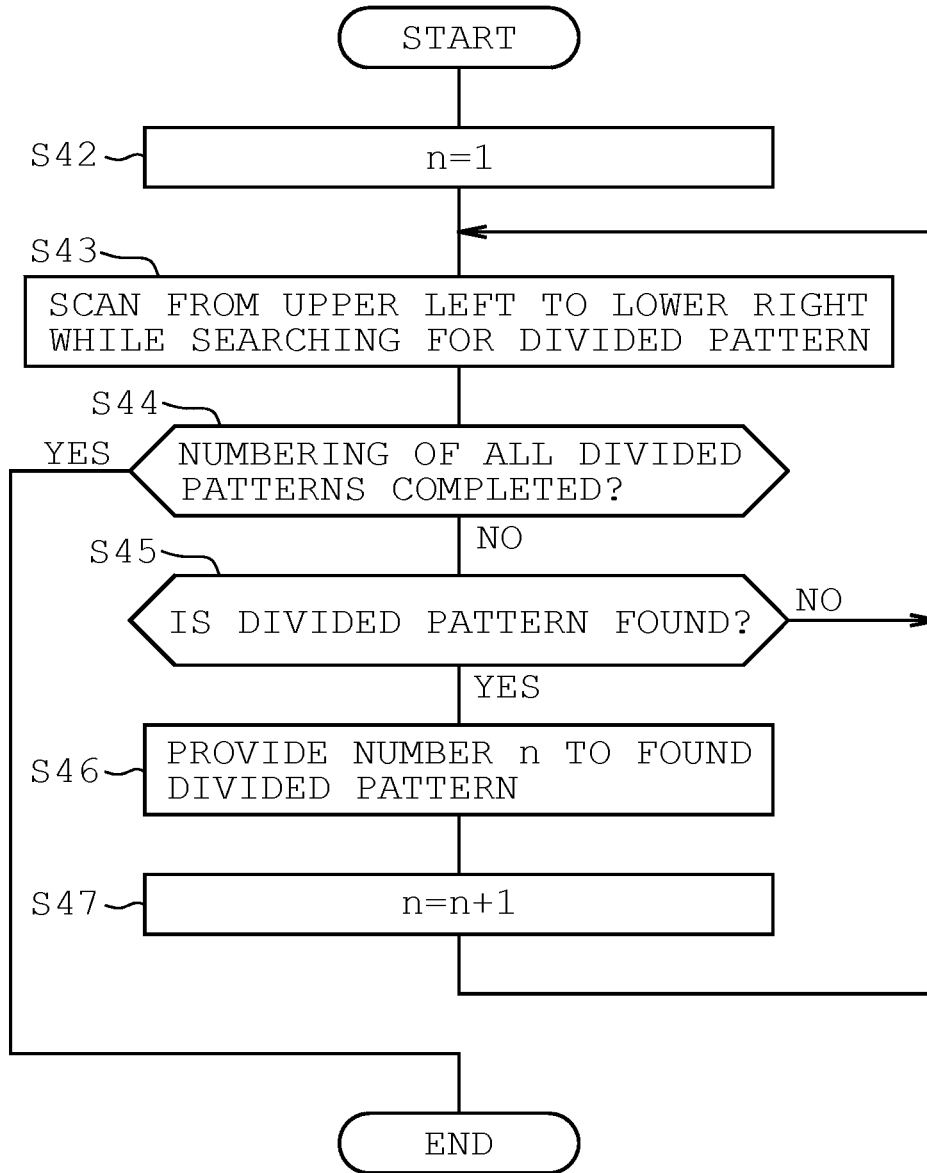 START
S42
n=1
S43
SCAN FROM UPPER LEFT TO LOWER RIGHT
WHILE SEARCHING FOR DIVIDED PATTERN
S44
YES
NUMBERING OF ALL DIVIDED
PATTERNS COMPLETED?
NO
S45
IS DIVIDED PATTERN FOUND?
NO
YES
S46
PROVIDE NUMBER n TO FOUND
DIVIDED PATTERN
S47
n=n+1
END